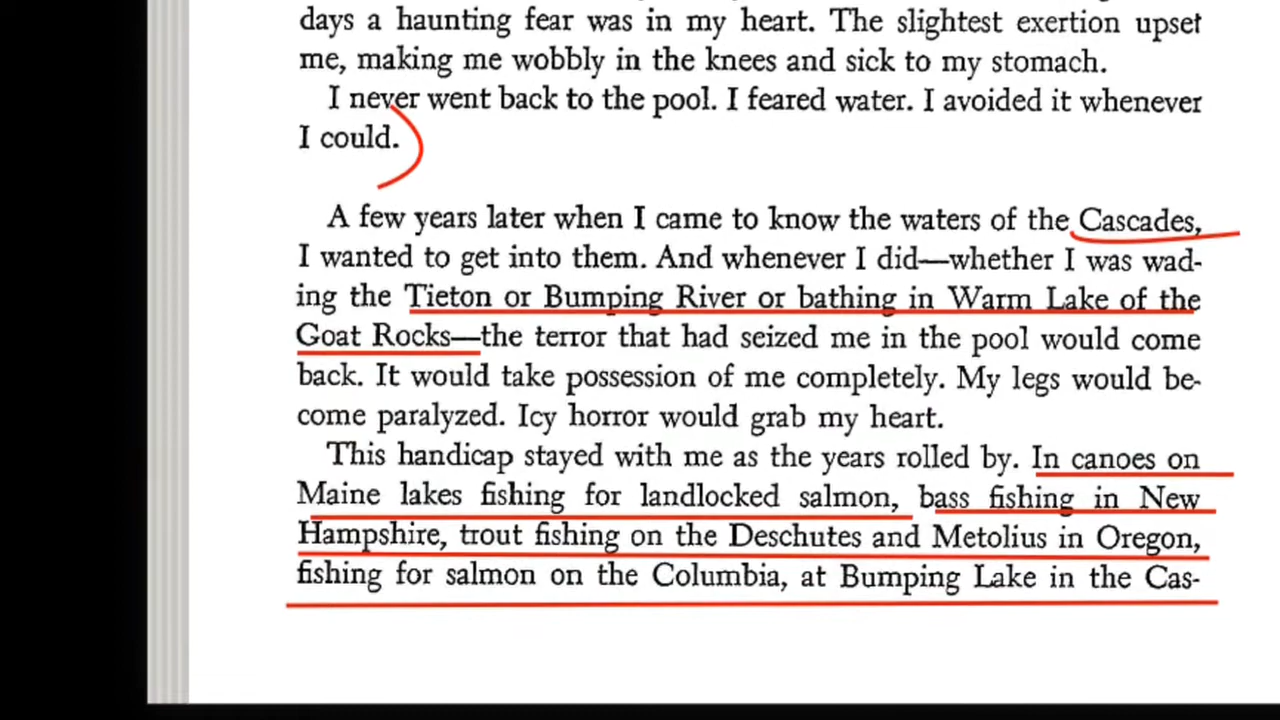 days a haunting fear was in my heart. The slightest exertion upset
me, making me wobbly in the knees and sick to my stomach.
I never went back to the pool. I feared water. I avoided it whenever
I could.
A few years later when I came to know the waters of the Cascades,
I wanted to get into them. And whenever I did—whether I was wad-
ing the Tieton or Bumping River or bathing in Warm Lake of the
Goat Rocks—the terror that had seized me in the pool would come
back. It would take possession of me completely. My legs would be-
come paralyzed. Icy horror would grab my heart.
This handicap stayed with me as the years rolled by. In canoes on
Maine lakes fishing for landlocked salmon, bass fishing in New
Hampshire, trout fishing on the Deschutes and Metolius in Oregon,
fishing for salmon on the Columbia, at Bumping Lake in the Cas-